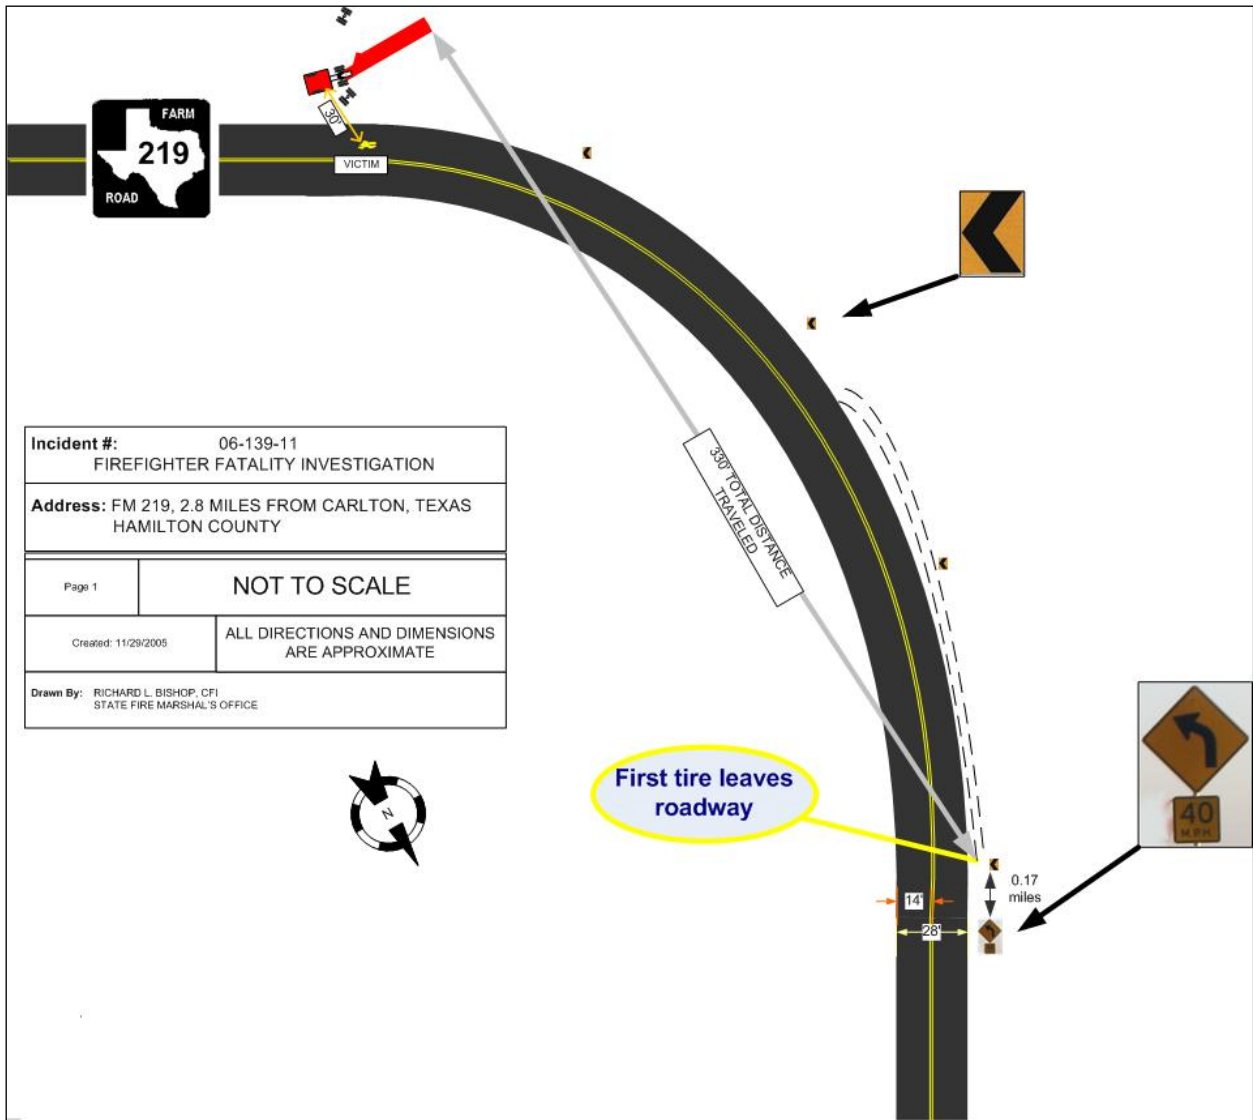 FARM
219
ROAD
30'
VICTIM
330' TOTAL DISTANCE
TRAVELED
Incident #: 06-139-11
FIREFIGHTER FATALITY INVESTIGATION
Address: FM 219, 2.8 MILES FROM CARLTON, TEXAS
HAMILTON COUNTY
Page 1
NOT TO SCALE
Created: 11/29/2005
ALL DIRECTIONS AND DIMENSIONS
ARE APPROXIMATE
Drawn By: RICHARD L. BISHOP, CFI
STATE FIRE MARSHAL'S OFFICE
N
First tire leaves
roadway
40
M.P.H.
0.17
miles
14'
28'